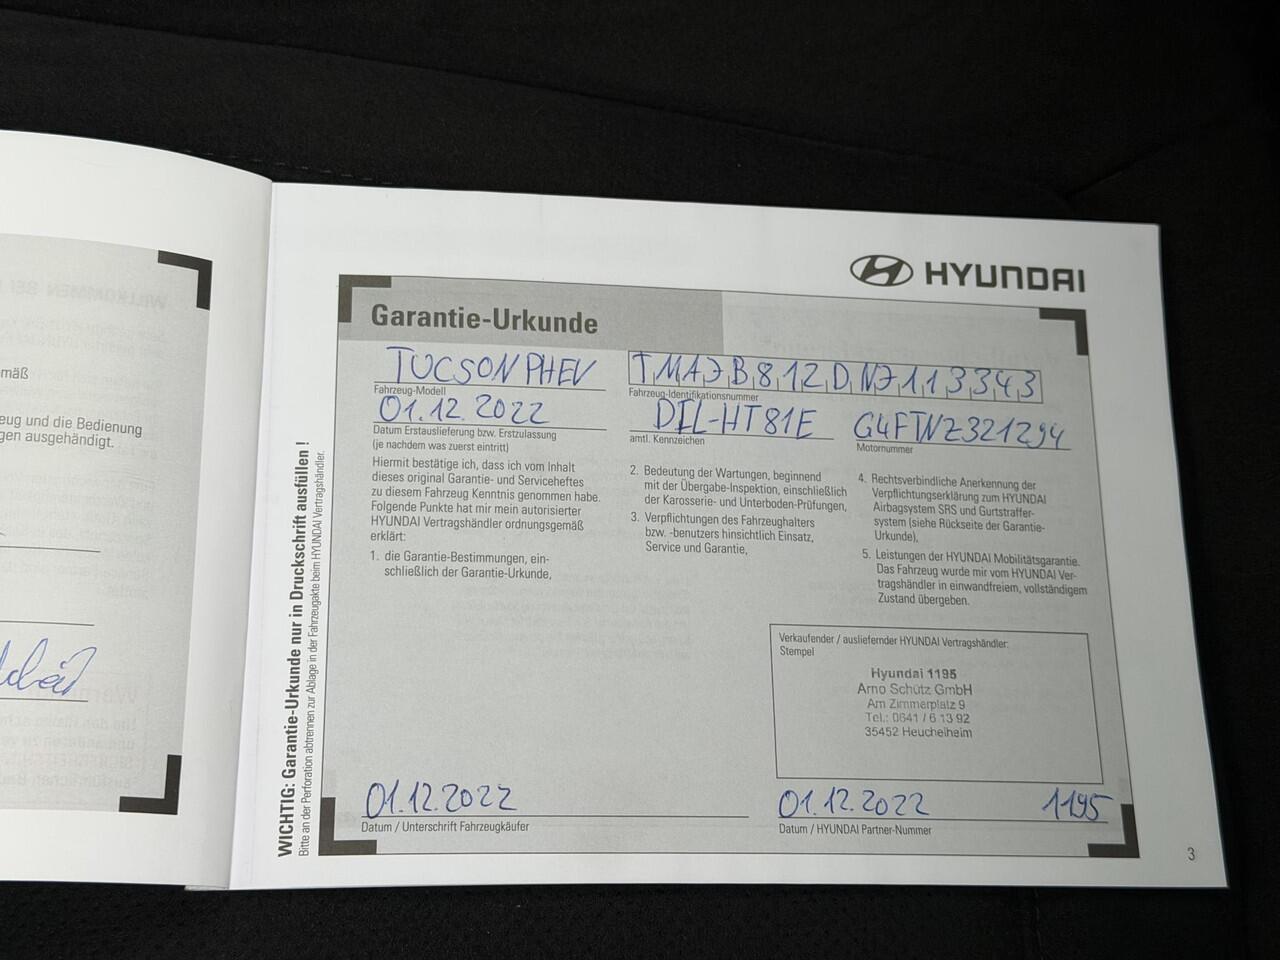 emäß
eug und die Bedienung
gen ausgehändigt.
HYUNDAI
Garantie-Urkunde
TUCSON PHEV
Fahrzeug-Modell
TMAJB812DNJ113343
Fahrzeug-Identifikationsnummer
01.12.2022
Datum Erstauslieferung bzw. Erstzulassung
(je nachdem was zuerst eintritt)
DIL-HT81E
amtl. Kennzeichen
G4FTNZ321294
Motornummer
Hiermit bestätige ich, dass ich vom Inhalt
dieses original Garantie- und Serviceheftes
zu diesem Fahrzeug Kenntnis genommen habe.
Folgende Punkte hat mir mein autorisierter
HYUNDAI Vertragshändler ordnungsgemäß
erklärt:
1. die Garantie-Bestimmungen, ein-
schließlich der Garantie-Urkunde,
2. Bedeutung der Wartungen, beginnend
mit der Übergabe-Inspektion, einschließlich
der Karosserie- und Unterboden-Prüfungen,
3. Verpflichtungen des Fahrzeughalters
bzw. -benutzers hinsichtlich Einsatz,
Service und Garantie,
4. Rechtsverbindliche Anerkennung der
Verpflichtungserklärung zum HYUNDAI
Airbagsystem SRS und Gurtstraffer-
system (siehe Rückseite der Garantie-
Urkunde),
5. Leistungen der HYUNDAI Mobilitätsgarantie.
Das Fahrzeug wurde mir vom HYUNDAI Ver-
tragshändler in einwandfreiem, vollständigem
Zustand übergeben.
Verkaufender / ausliefernder HYUNDAI Vertragshändler:
Stempel
Hyundai 1195
Arno Schütz GmbH
Am Zimmerplatz 9
Tel.: 0641 / 6 13 92
35452 Heuchelheim
01.12.2022
Datum / Unterschrift Fahrzeugkäufer
01.12.2022 1195
Datum / HYUNDAI Partner-Nummer
WICHTIG: Garantie-Urkunde nur in Druckschrift ausfüllen !
Bitte an der Perforation abtrennen zur Ablage in der Fahrzeugakte beim HYUNDAI Vertragshändler.
3